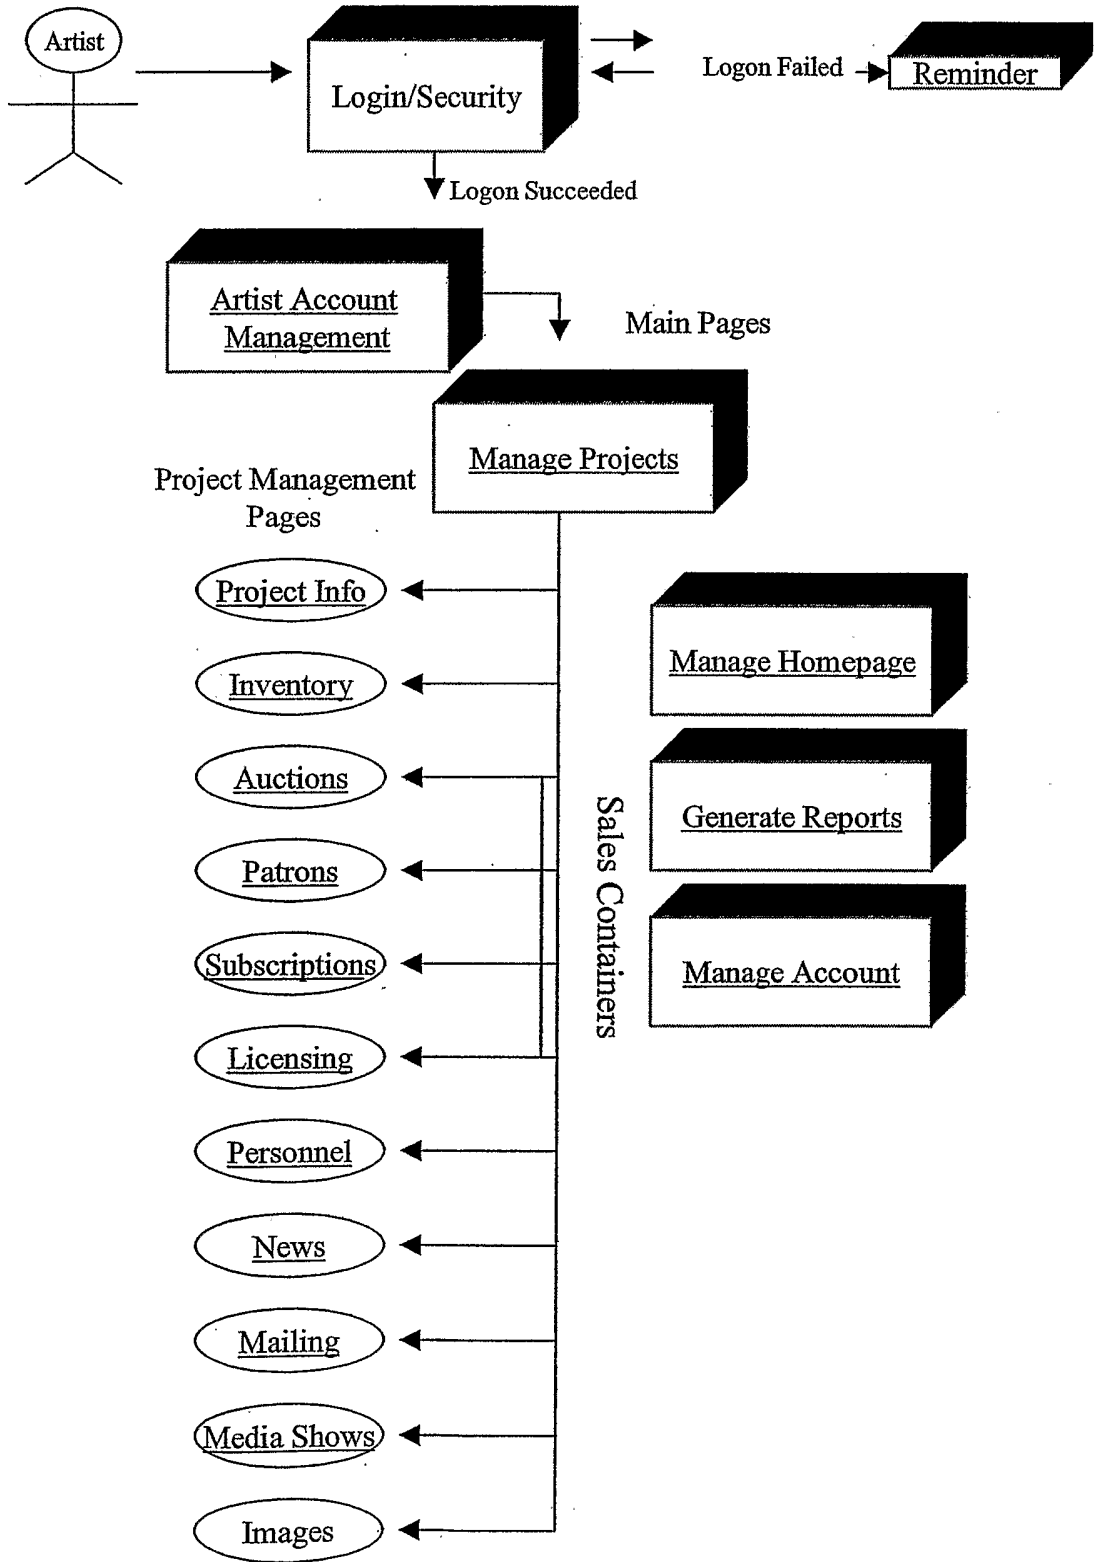 Artist
Login/Security
Logon Failed
Reminder
Logon Succeeded
Artist Account
Management
Main Pages
Manage Projects
Project Management
Pages
Project Info
Inventory
Auctions
Patrons
Subscriptions
Licensing
Personnel
News
Mailing
Media Shows
Images
Sales Containers
Manage Homepage
Generate Reports
Manage Account